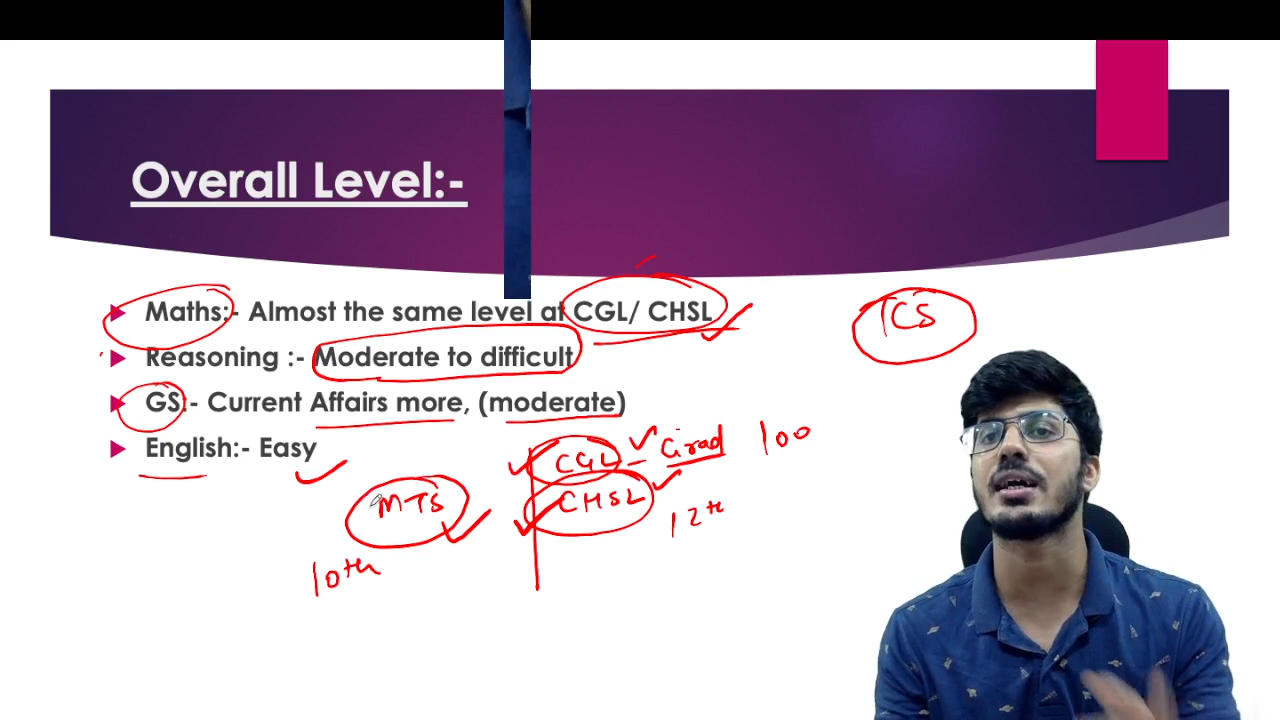 Overall Level:-
Maths:- Almost the same level at CGL/ CHSL
TCS
Reasoning :- Moderate to difficult
GS:- Current Affairs more, (moderate)
English:- Easy
CGL Grad 100
MTS CHSL 12th
10th